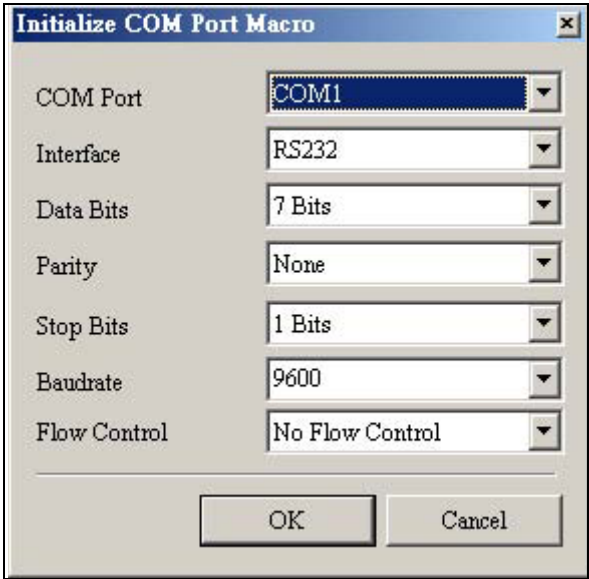 Initialize COM Port Macro
COM Port COM1
Interface RS232
Data Bits 7 Bits
Parity None
Stop Bits 1 Bits
Baudrate 9600
Flow Control No Flow Control
OK Cancel